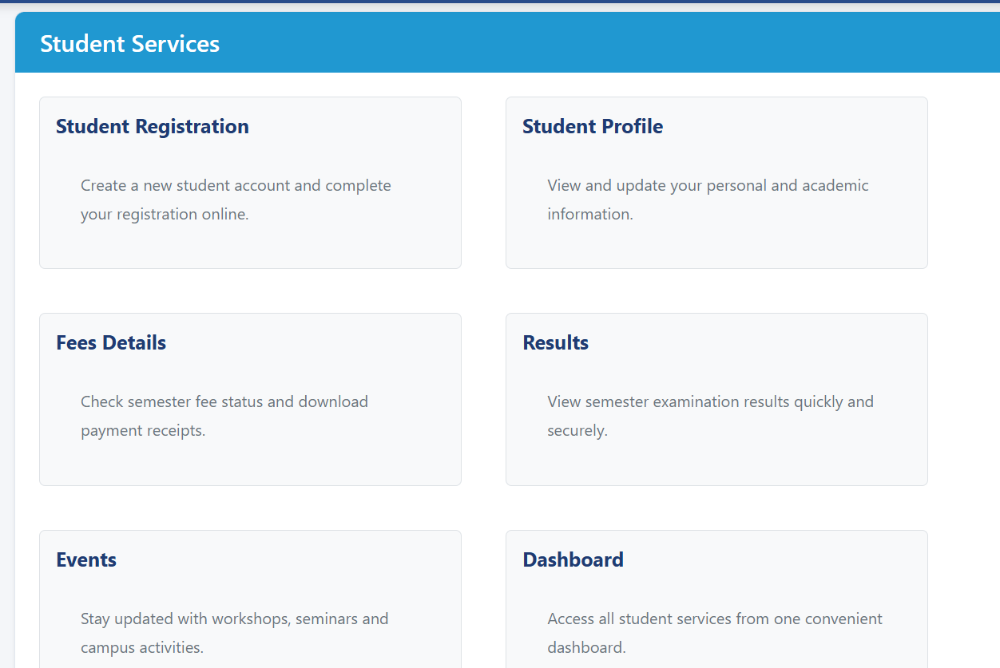 Student Services
Student Registration
Create a new student account and complete
your registration online.
Student Profile
View and update your personal and academic
information.
Fees Details
Check semester fee status and download
payment receipts.
Results
View semester examination results quickly and
securely.
Events
Stay updated with workshops, seminars and
campus activities.
Dashboard
Access all student services from one convenient
dashboard.